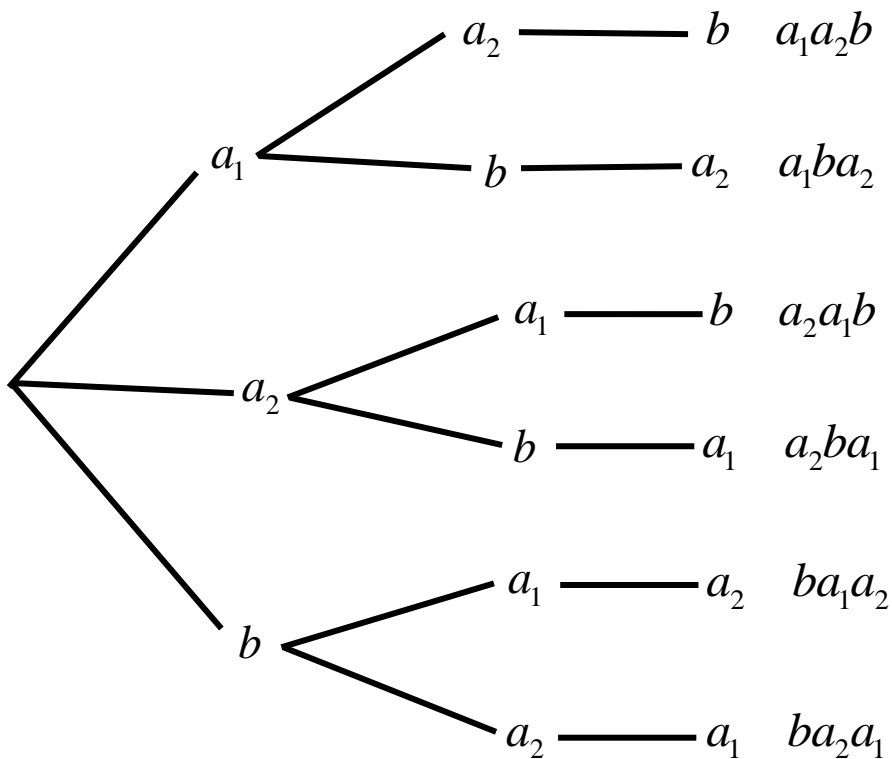 a₂ b a₁a₂b
a₁
b a₂ a₁ba₂
a₁ b a₂a₁b
a₂
b a₁ a₂ba₁
a₁ a₂ ba₁a₂
b
a₂ a₁ ba₂a₁